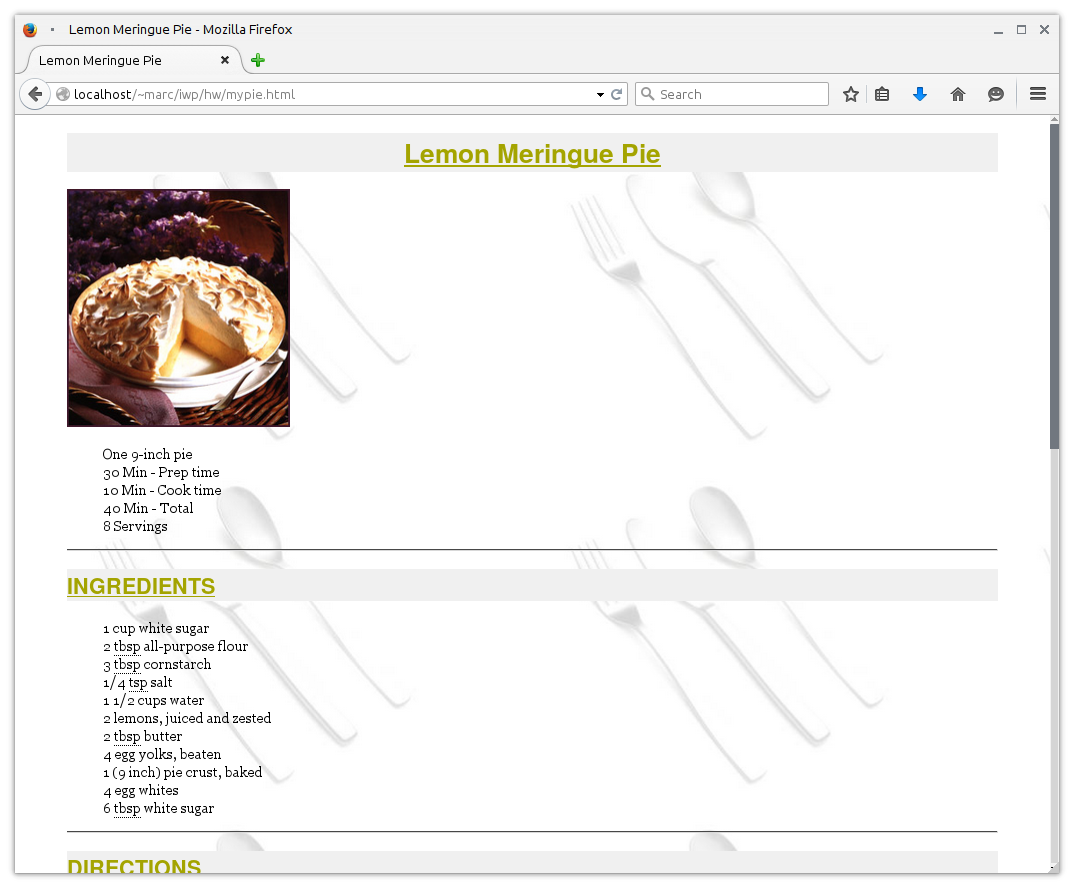 Lemon Meringue Pie - Mozilla Firefox
Lemon Meringue Pie
localhost/~marc/iwp/hw/mypie.html
Search
Lemon Meringue Pie
One 9-inch pie
30 Min - Prep time
10 Min - Cook time
40 Min - Total
8 Servings
INGREDIENTS
1 cup white sugar
2 tbsp all-purpose flour
3 tbsp cornstarch
1/4 tsp salt
1 1/2 cups water
2 lemons, juiced and zested
2 tbsp butter
4 egg yolks, beaten
1 (9 inch) pie crust, baked
4 egg whites
6 tbsp white sugar
DIRECTIONS